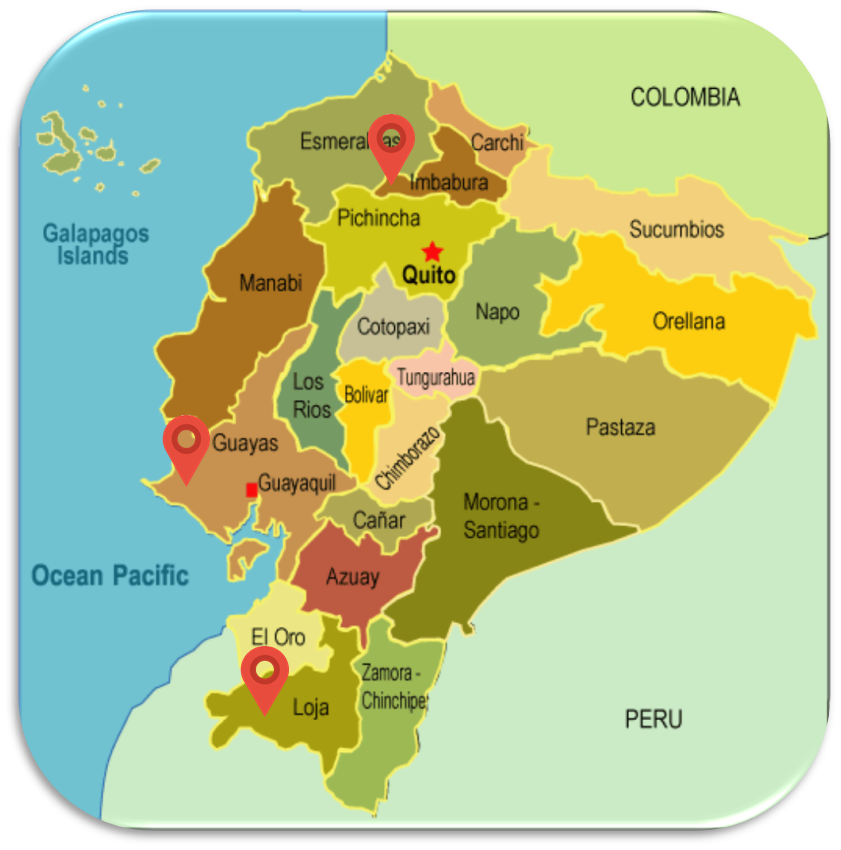 COLOMBIA
Esmeraldas
Carchi
Imbabura
Pichincha
Sucumbios
Galapagos
Islands
Quito
Manabi
Napo
Orellana
Cotopaxi
Los
Rios
Bolivar
Tungurahua
Pastaza
Guayas
Chimborazo
Guayaquil
Morona -
Santiago
Cañar
Ocean Pacific
Azuay
El Oro
Zamora -
Chinchipe
Loja
PERU